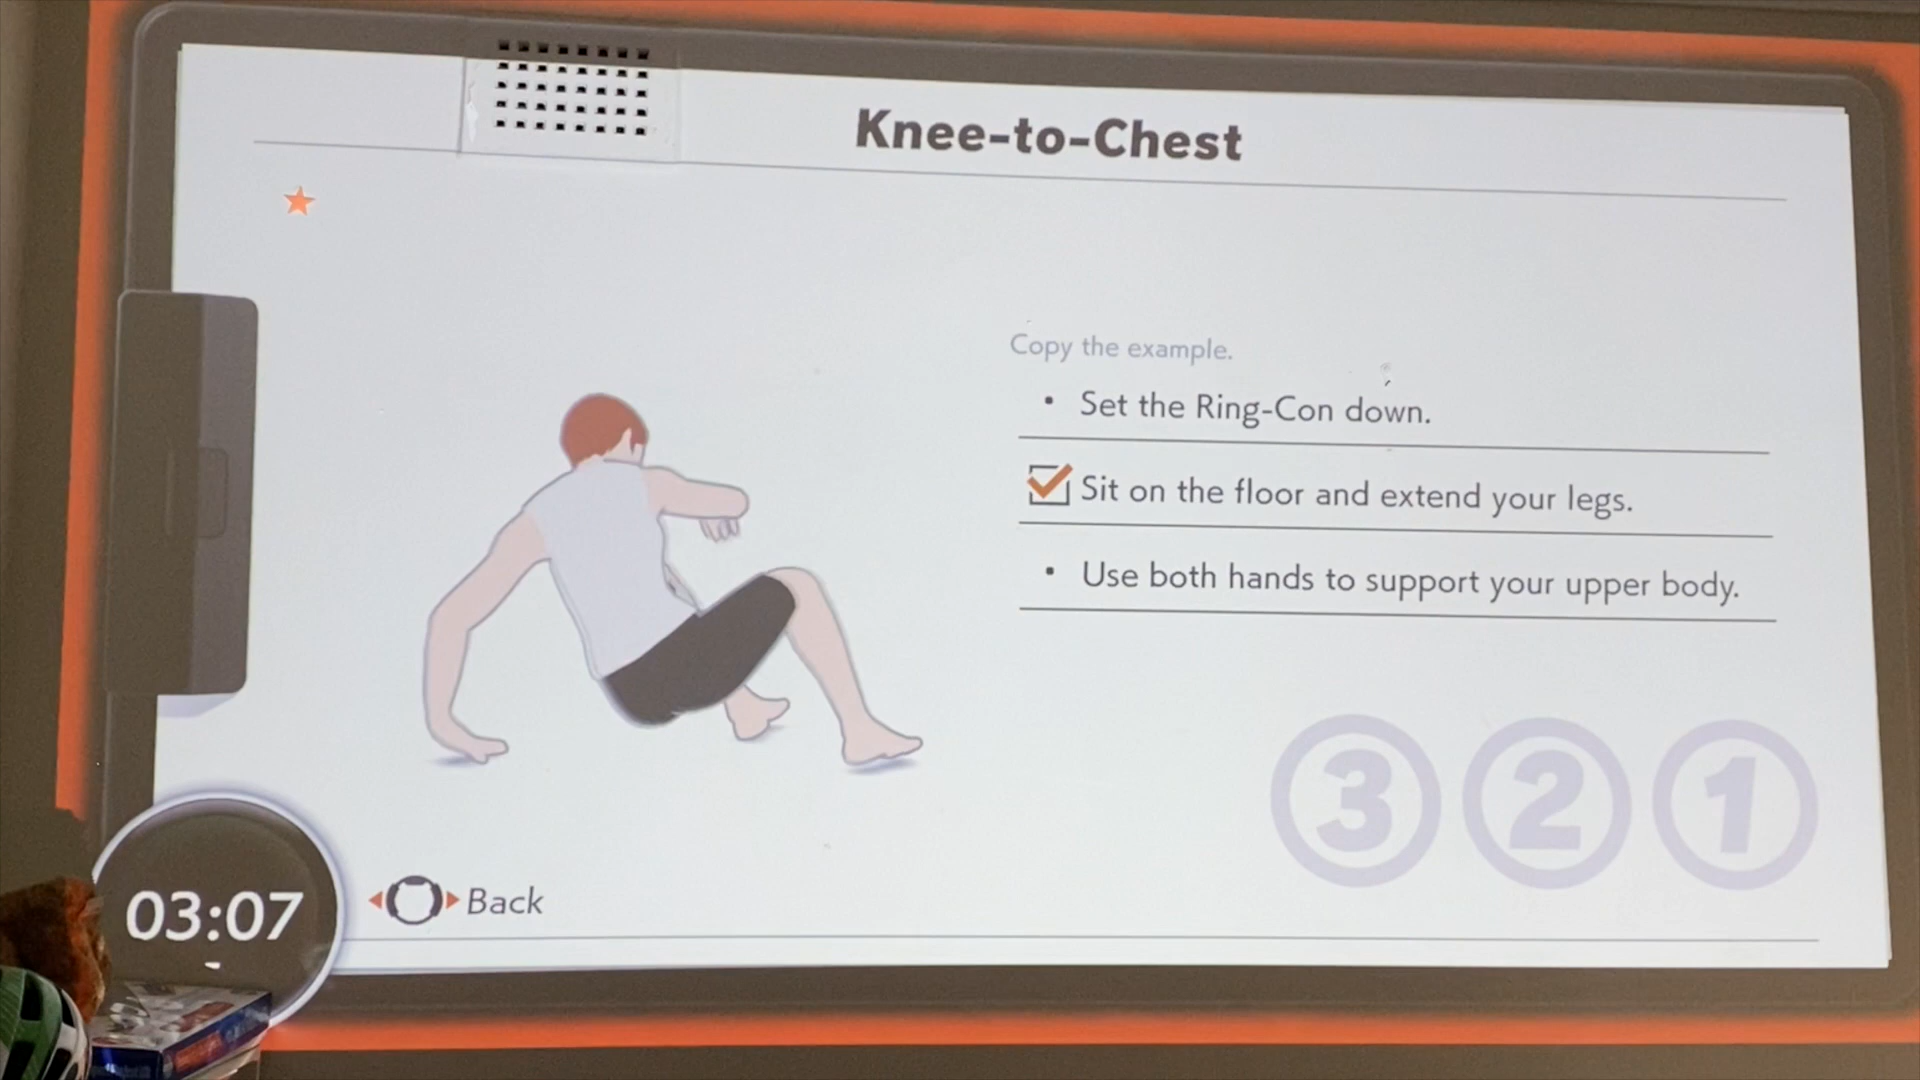 Knee-to-Chest
Copy the example.
• Set the Ring-Con down.
Sit on the floor and extend your legs.
• Use both hands to support your upper body.
3 2 1
03:07
Back